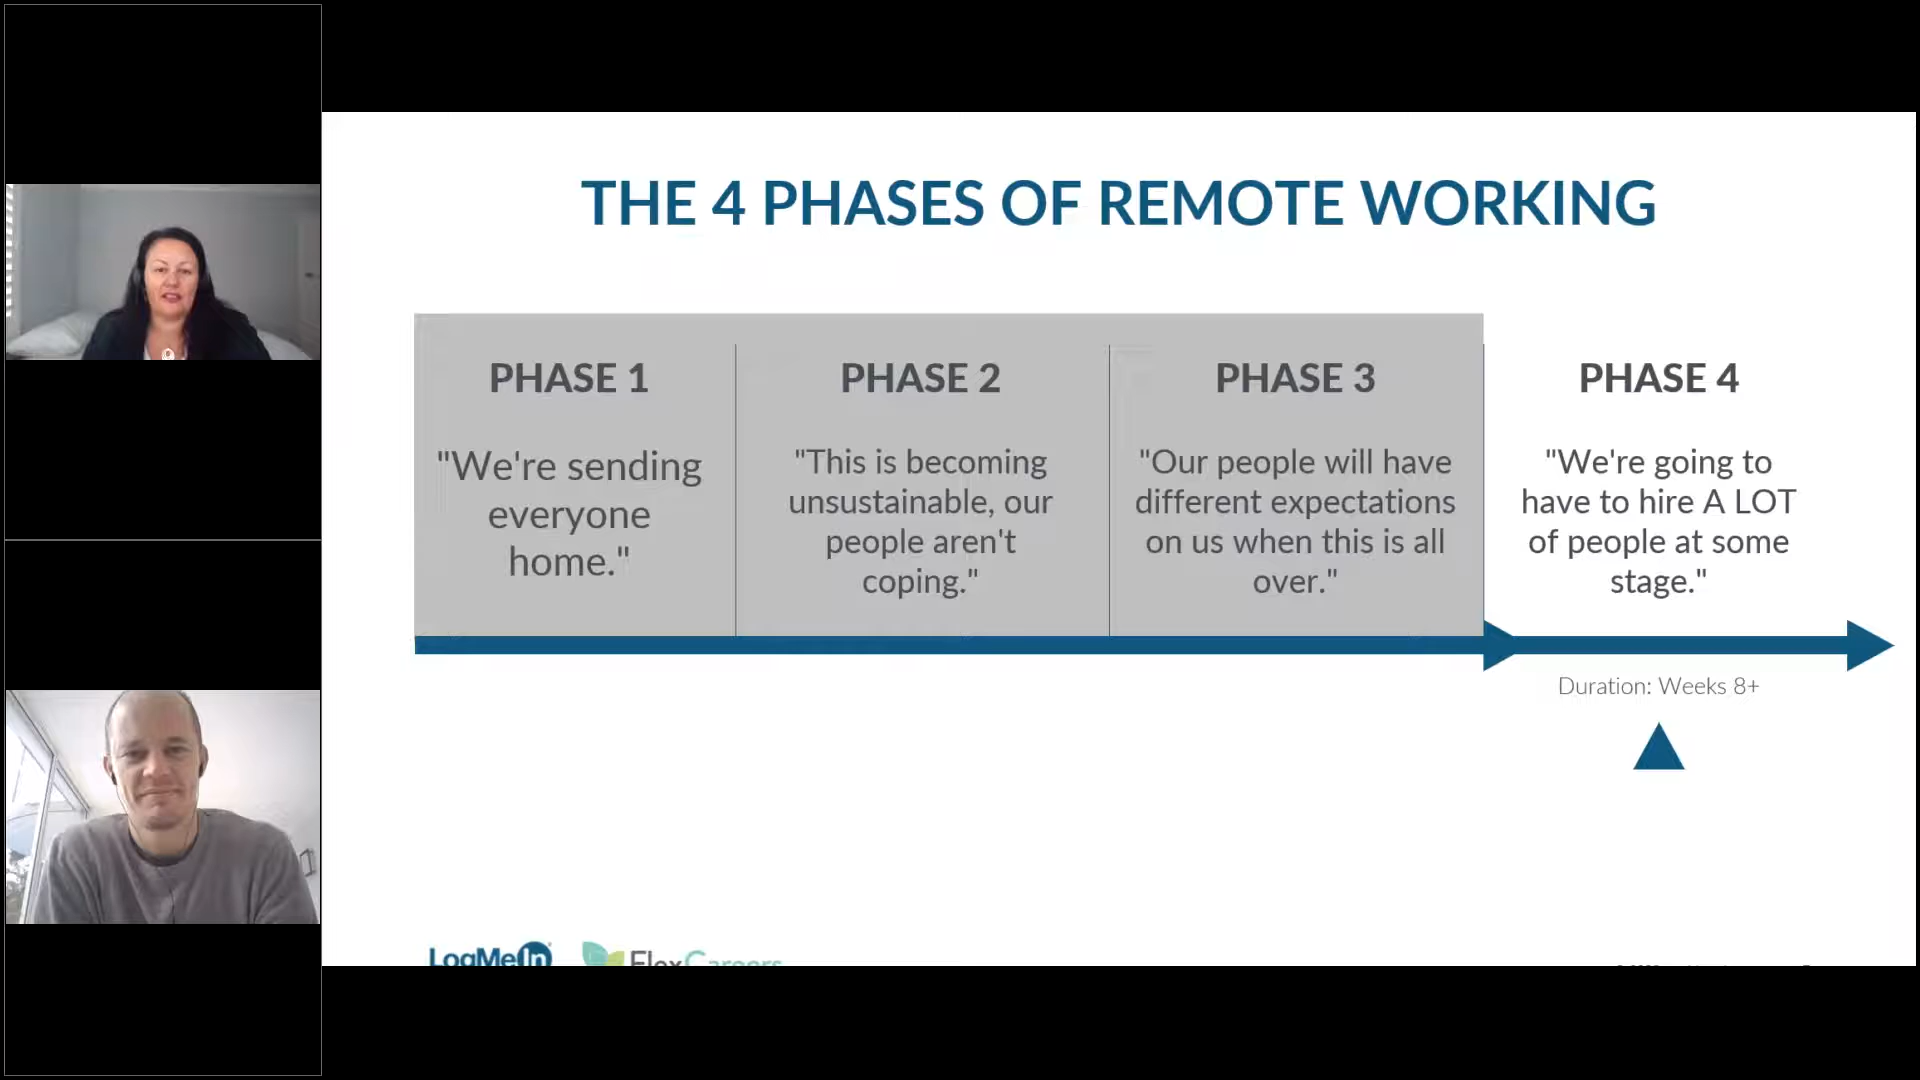 THE 4 PHASES OF REMOTE WORKING
PHASE 1
"We're sending
everyone
home."
PHASE 2
"This is becoming
unsustainable, our
people aren't
coping."
PHASE 3
"Our people will have
different expectations
on us when this is all
over."
PHASE 4
"We're going to
have to hire A LOT
of people at some
stage."
Duration: Weeks 8+
LogMeIn
FlexCareers